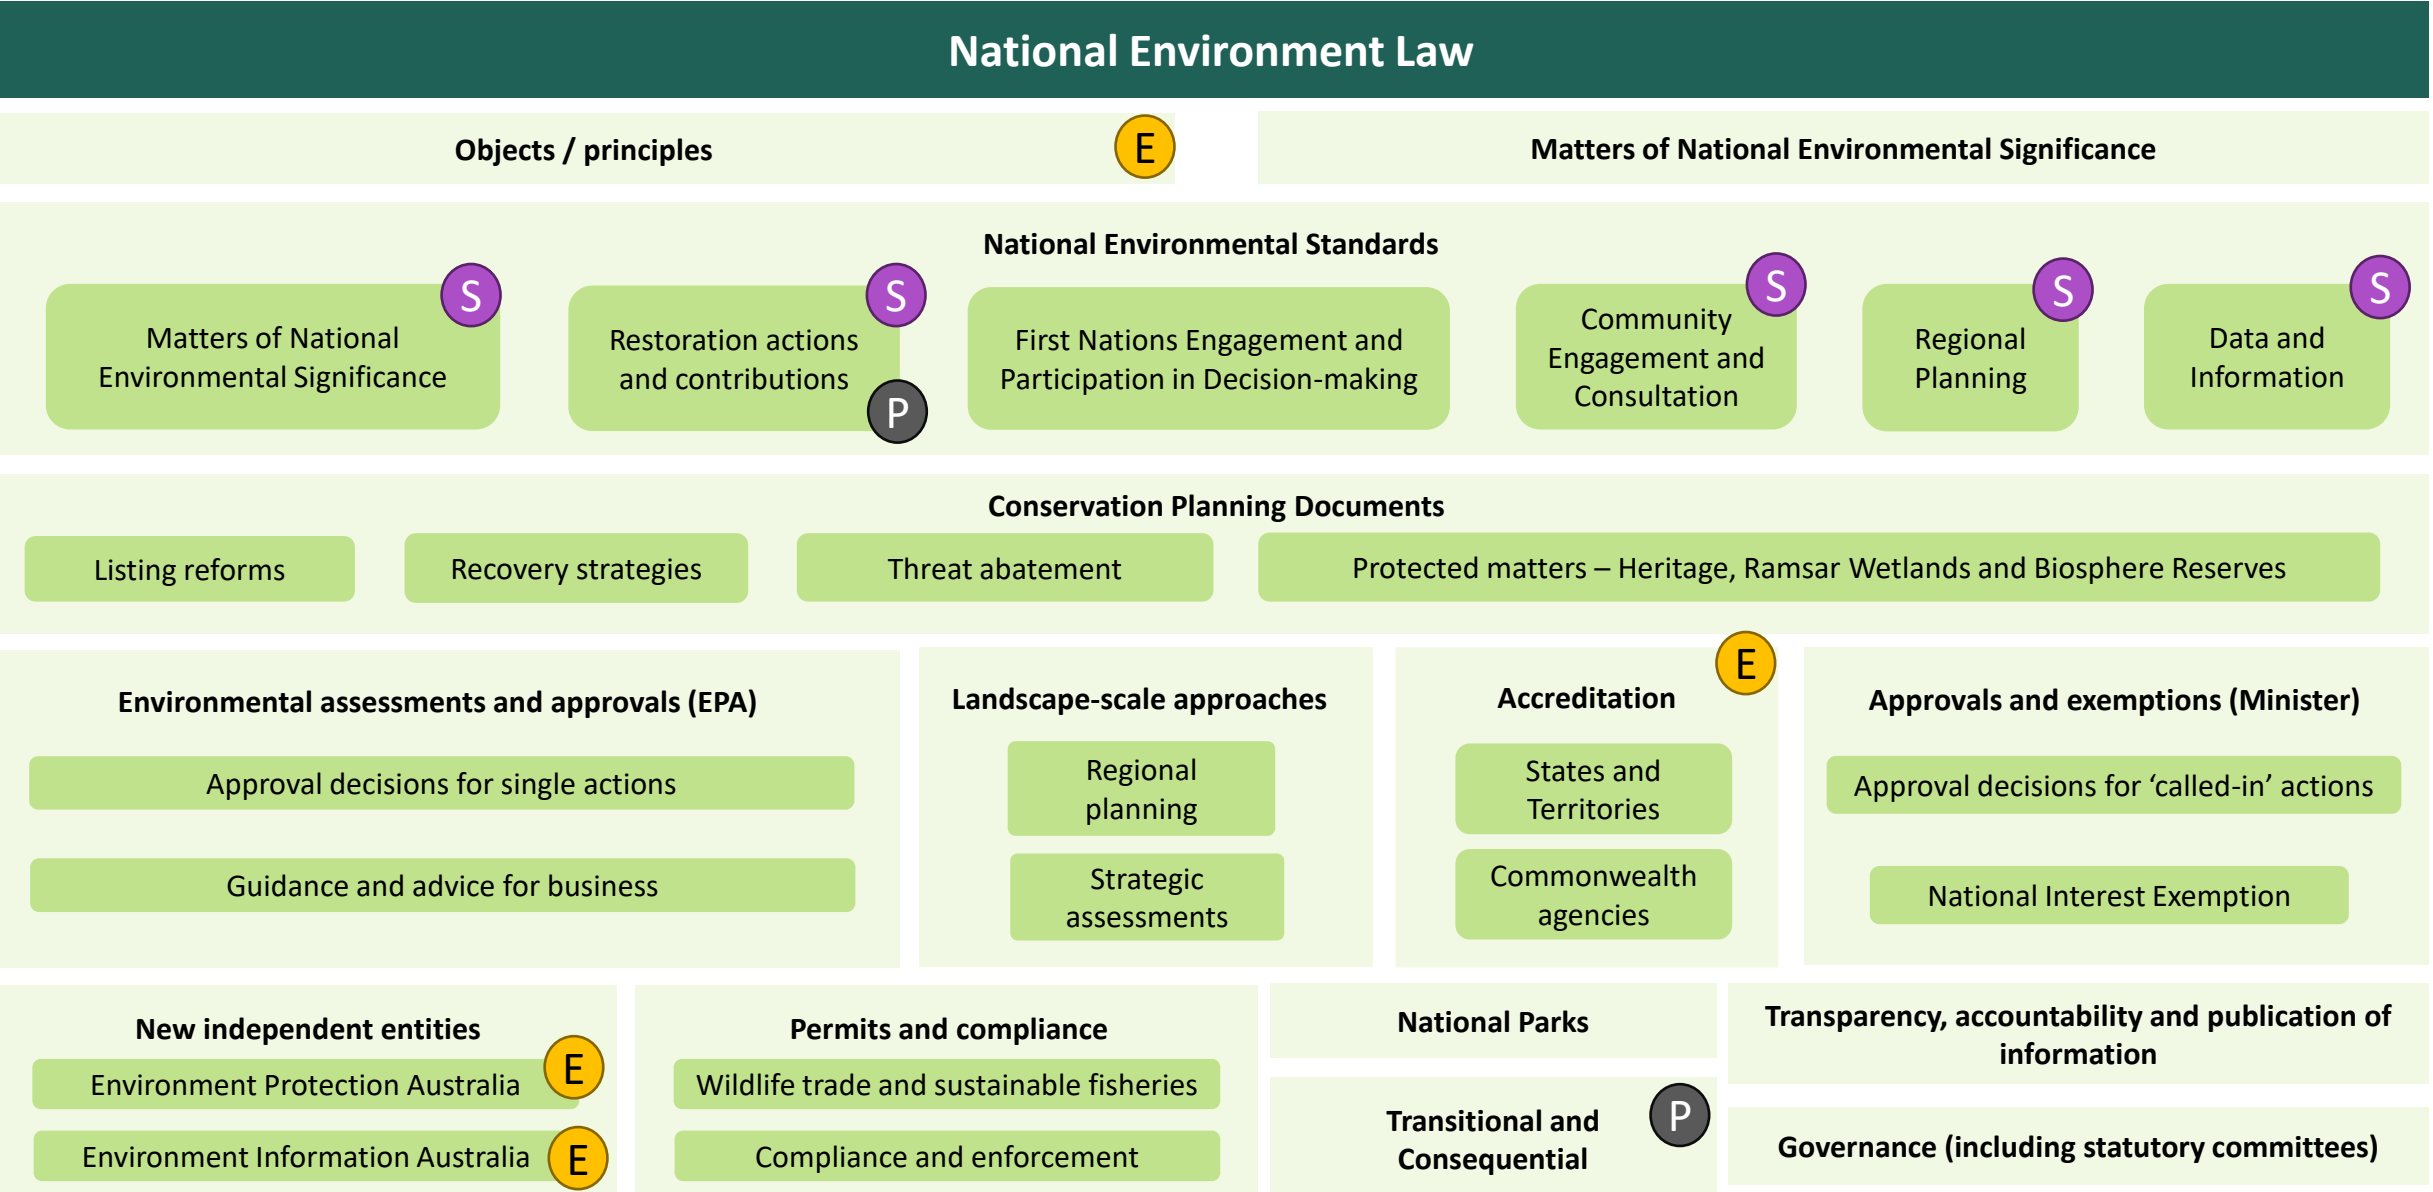 National Environment Law
Objects / principles
E
Matters of National Environmental Significance
National Environmental Standards
S
Matters of National
Environmental Significance
S
Restoration actions
and contributions
P
First Nations Engagement and
Participation in Decision-making
S
Community
Engagement and
Consultation
S
Regional
Planning
S
Data and
Information
Conservation Planning Documents
Listing reforms
Recovery strategies
Threat abatement
Protected matters – Heritage, Ramsar Wetlands and Biosphere Reserves
Environmental assessments and approvals (EPA)
Approval decisions for single actions
Guidance and advice for business
Landscape-scale approaches
Regional
planning
Strategic
assessments
E
Accreditation
States and
Territories
Commonwealth
agencies
Approvals and exemptions (Minister)
Approval decisions for ‘called-in’ actions
National Interest Exemption
New independent entities
Environment Protection Australia
E
Environment Information Australia
E
Permits and compliance
Wildlife trade and sustainable fisheries
Compliance and enforcement
National Parks
Transitional and
Consequential
P
Transparency, accountability and publication of
information
Governance (including statutory committees)